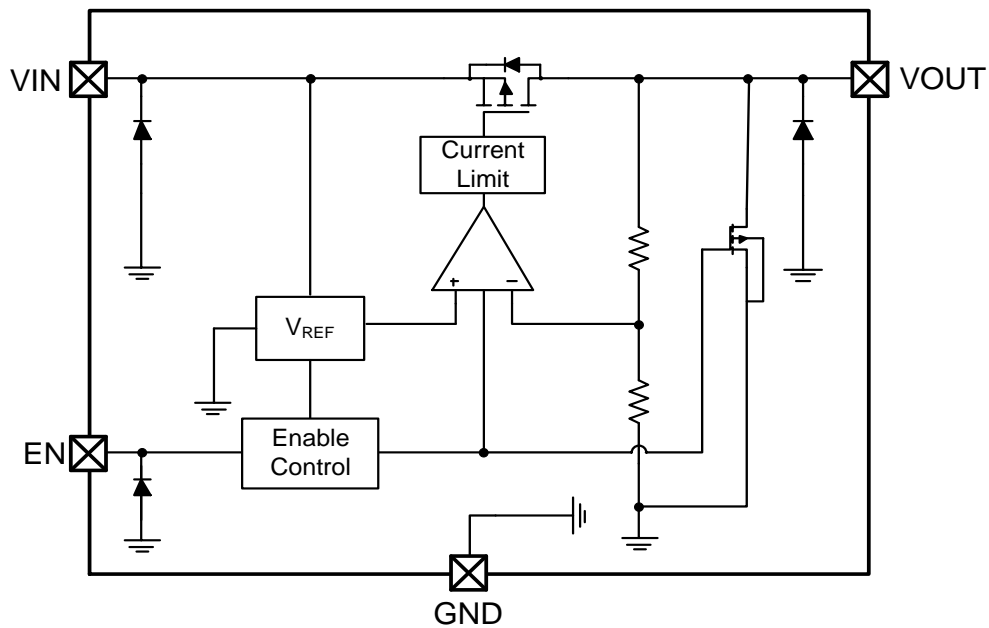 VIN
VOUT
Current
Limit
+ −
VREF
EN
Enable
Control
GND